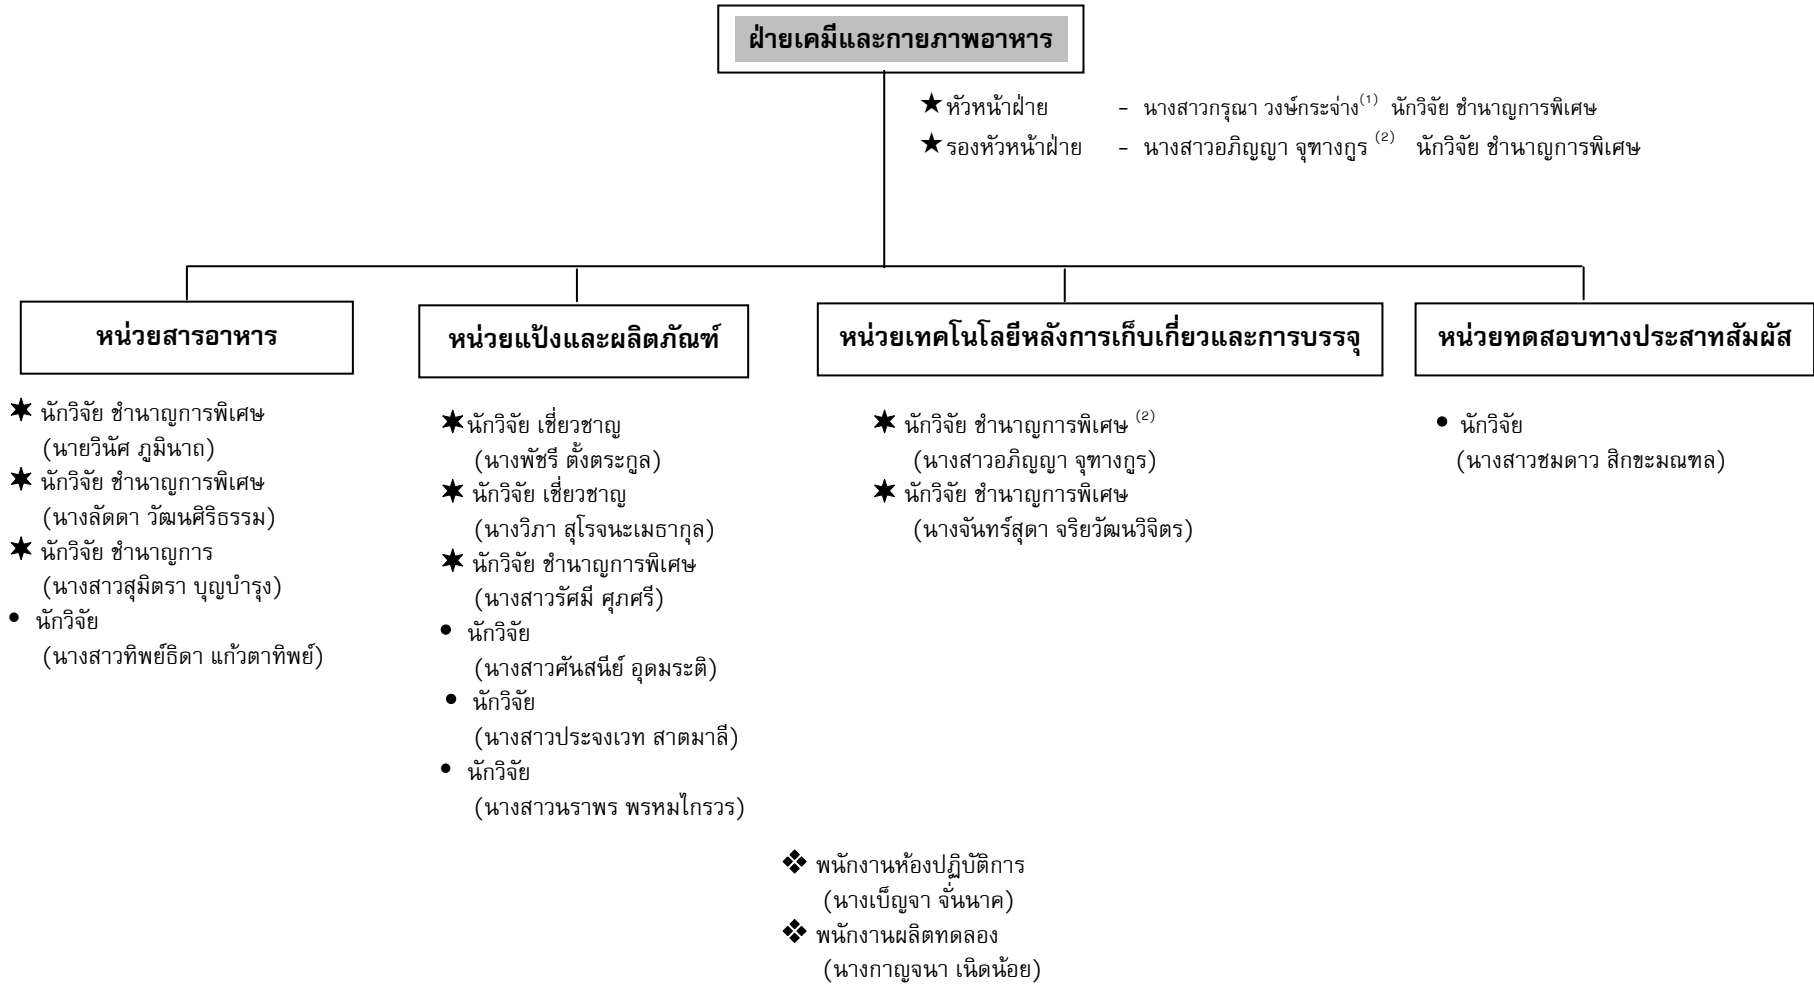 ฝ่ายเคมีและกายภาพอาหาร
★ หัวหน้าฝ่าย – นางสาวกรุณา วงษ์กระจ่าง(1) นักวิจัย ชำนาญการพิเศษ
★ รองหัวหน้าฝ่าย – นางสาวอภิญญา จุฑางกูร (2) นักวิจัย ชำนาญการพิเศษ
หน่วยสารอาหาร
✶ นักวิจัย ชำนาญการพิเศษ
(นายวินัศ ภูมินาถ)
✶ นักวิจัย ชำนาญการพิเศษ
(นางลัดดา วัฒนศิริธรรม)
✶ นักวิจัย ชำนาญการ
(นางสาวสุมิตรา บุญบำรุง)
• นักวิจัย
(นางสาวทิพย์ธิดา แก้วตาทิพย์)
หน่วยแป้งและผลิตภัณฑ์
✶ นักวิจัย เชี่ยวชาญ
(นางพัชรี ตั้งตระกูล)
✶ นักวิจัย เชี่ยวชาญ
(นางวิภา สุโรจนะเมธากุล)
✶ นักวิจัย ชำนาญการพิเศษ
(นางสาวรัศมี ศุภศรี)
• นักวิจัย
(นางสาวศันสนีย์ อุดมระติ)
• นักวิจัย
(นางสาวประจงเวท สาตมาลี)
• นักวิจัย
(นางสาวนราพร พรหมไกรวร)
หน่วยเทคโนโลยีหลังการเก็บเกี่ยวและการบรรจุ
✶ นักวิจัย ชำนาญการพิเศษ (2)
(นางสาวอภิญญา จุฑางกูร)
✶ นักวิจัย ชำนาญการพิเศษ
(นางจันทร์สุดา จริยวัฒนวิจิตร)
หน่วยทดสอบทางประสาทสัมผัส
• นักวิจัย
(นางสาวชมดาว สิกขะมณฑล)
❖ พนักงานห้องปฏิบัติการ
(นางเบ็ญจา จั่นนาค)
❖ พนักงานผลิตทดลอง
(นางกาญจนา เนิดน้อย)